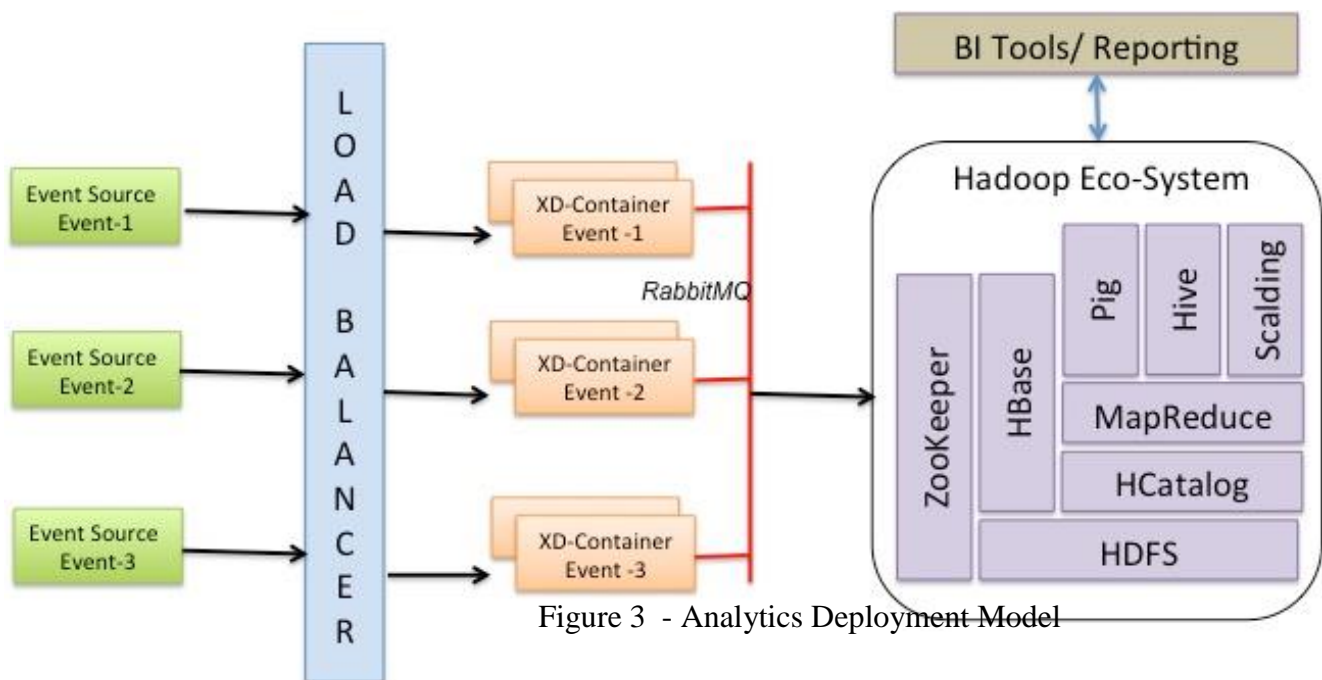 BI Tools/ Reporting
LOAD BALANCER
Event Source
Event-1
XD-Container
Event -1
RabbitMQ
Event Source
Event-2
XD-Container
Event -2
Event Source
Event-3
XD-Container
Event -3
Hadoop Eco-System
ZooKeeper
HBase
Pig
Hive
Scalding
MapReduce
HCatalog
HDFS
Figure 3 - Analytics Deployment Model